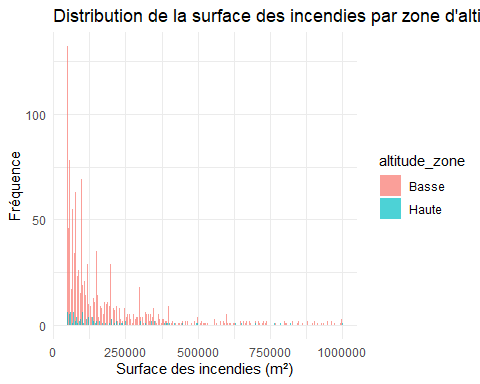 Distribution de la surface des incendies par zone d'alti
Fréquence
100
50
0
0
250000
500000
750000
1000000
Surface des incendies (m²)
altitude_zone
Basse
Haute